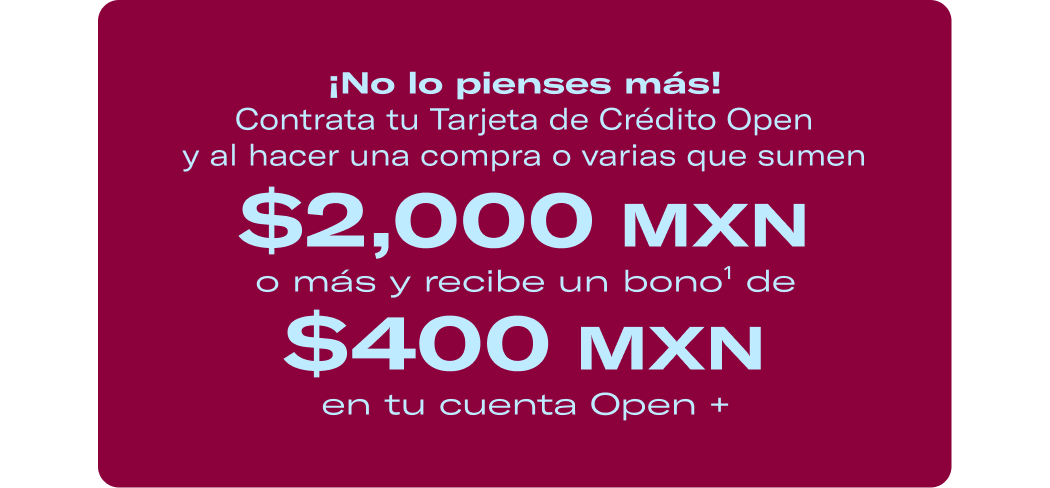 ¡No lo pienses más!
Contrata tu Tarjeta de Crédito Open
y al hacer una compra o varias que sumen
$2,000 MXN
o más y recibe un bono¹ de
$400 MXN
en tu cuenta Open +